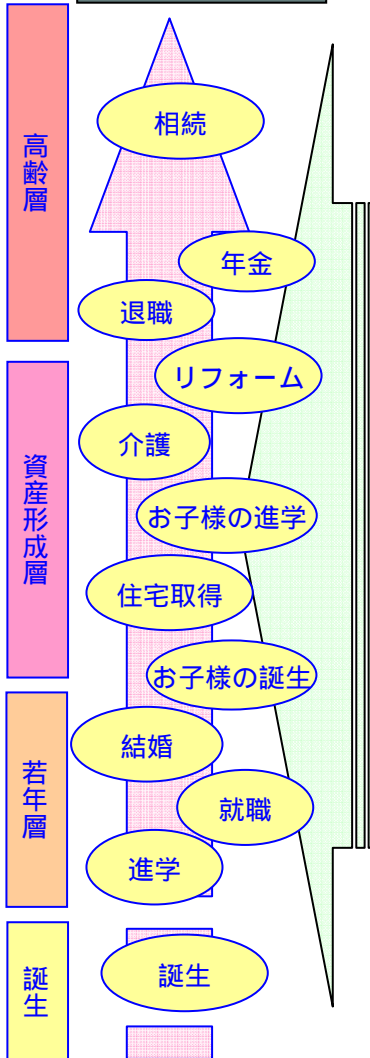 高齢層
相続
年金
退職
リフォーム
資産形成層
介護
お子様の進学
住宅取得
お子様の誕生
若年層
結婚
就職
進学
誕生
誕生